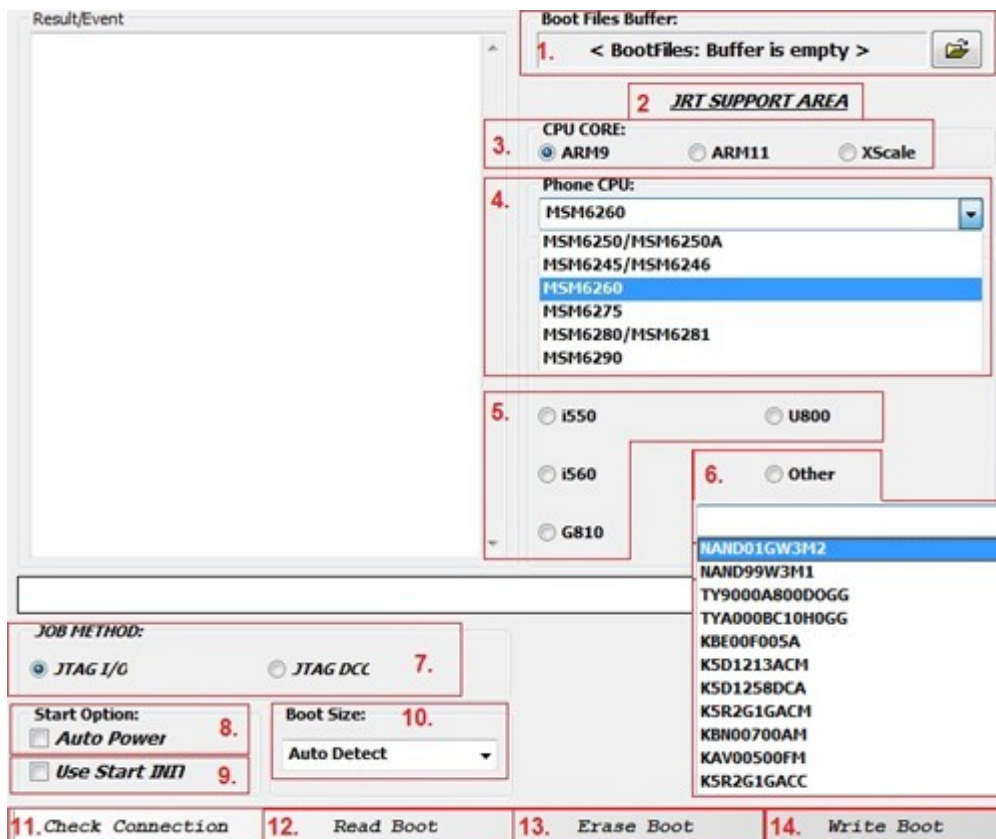 Result/Event
Boot Files Buffer:
1. < BootFiles: Buffer is empty >
2 JRT SUPPORT AREA
CPU CORE:
3. ARM9 ARM11 XScale
Phone CPU:
4.
MSM6260
MSM6250/MSM6250A
MSM6245/MSM6246
MSM6260
MSM6275
MSM6280/MSM6281
MSM6290
5. i550 U800
i560 6. Other
G810
NAND01GW3M2
NAND99W3M1
TY9000A800DOGG
TYA000BC10H0GG
KBE00F005A
K5D1213ACM
K5D1258DCA
K5R2G1GACM
KBN00700AM
KAV00500FM
K5R2G1GACC
JOB METHOD:
JTAG I/O JTAG DCC 7.
Start Option:
Auto Power 8.
Use Start INIT 9.
Boot Size: 10.
Auto Detect
11. Check Connection 12. Read Boot 13. Erase Boot 14. Write Boot